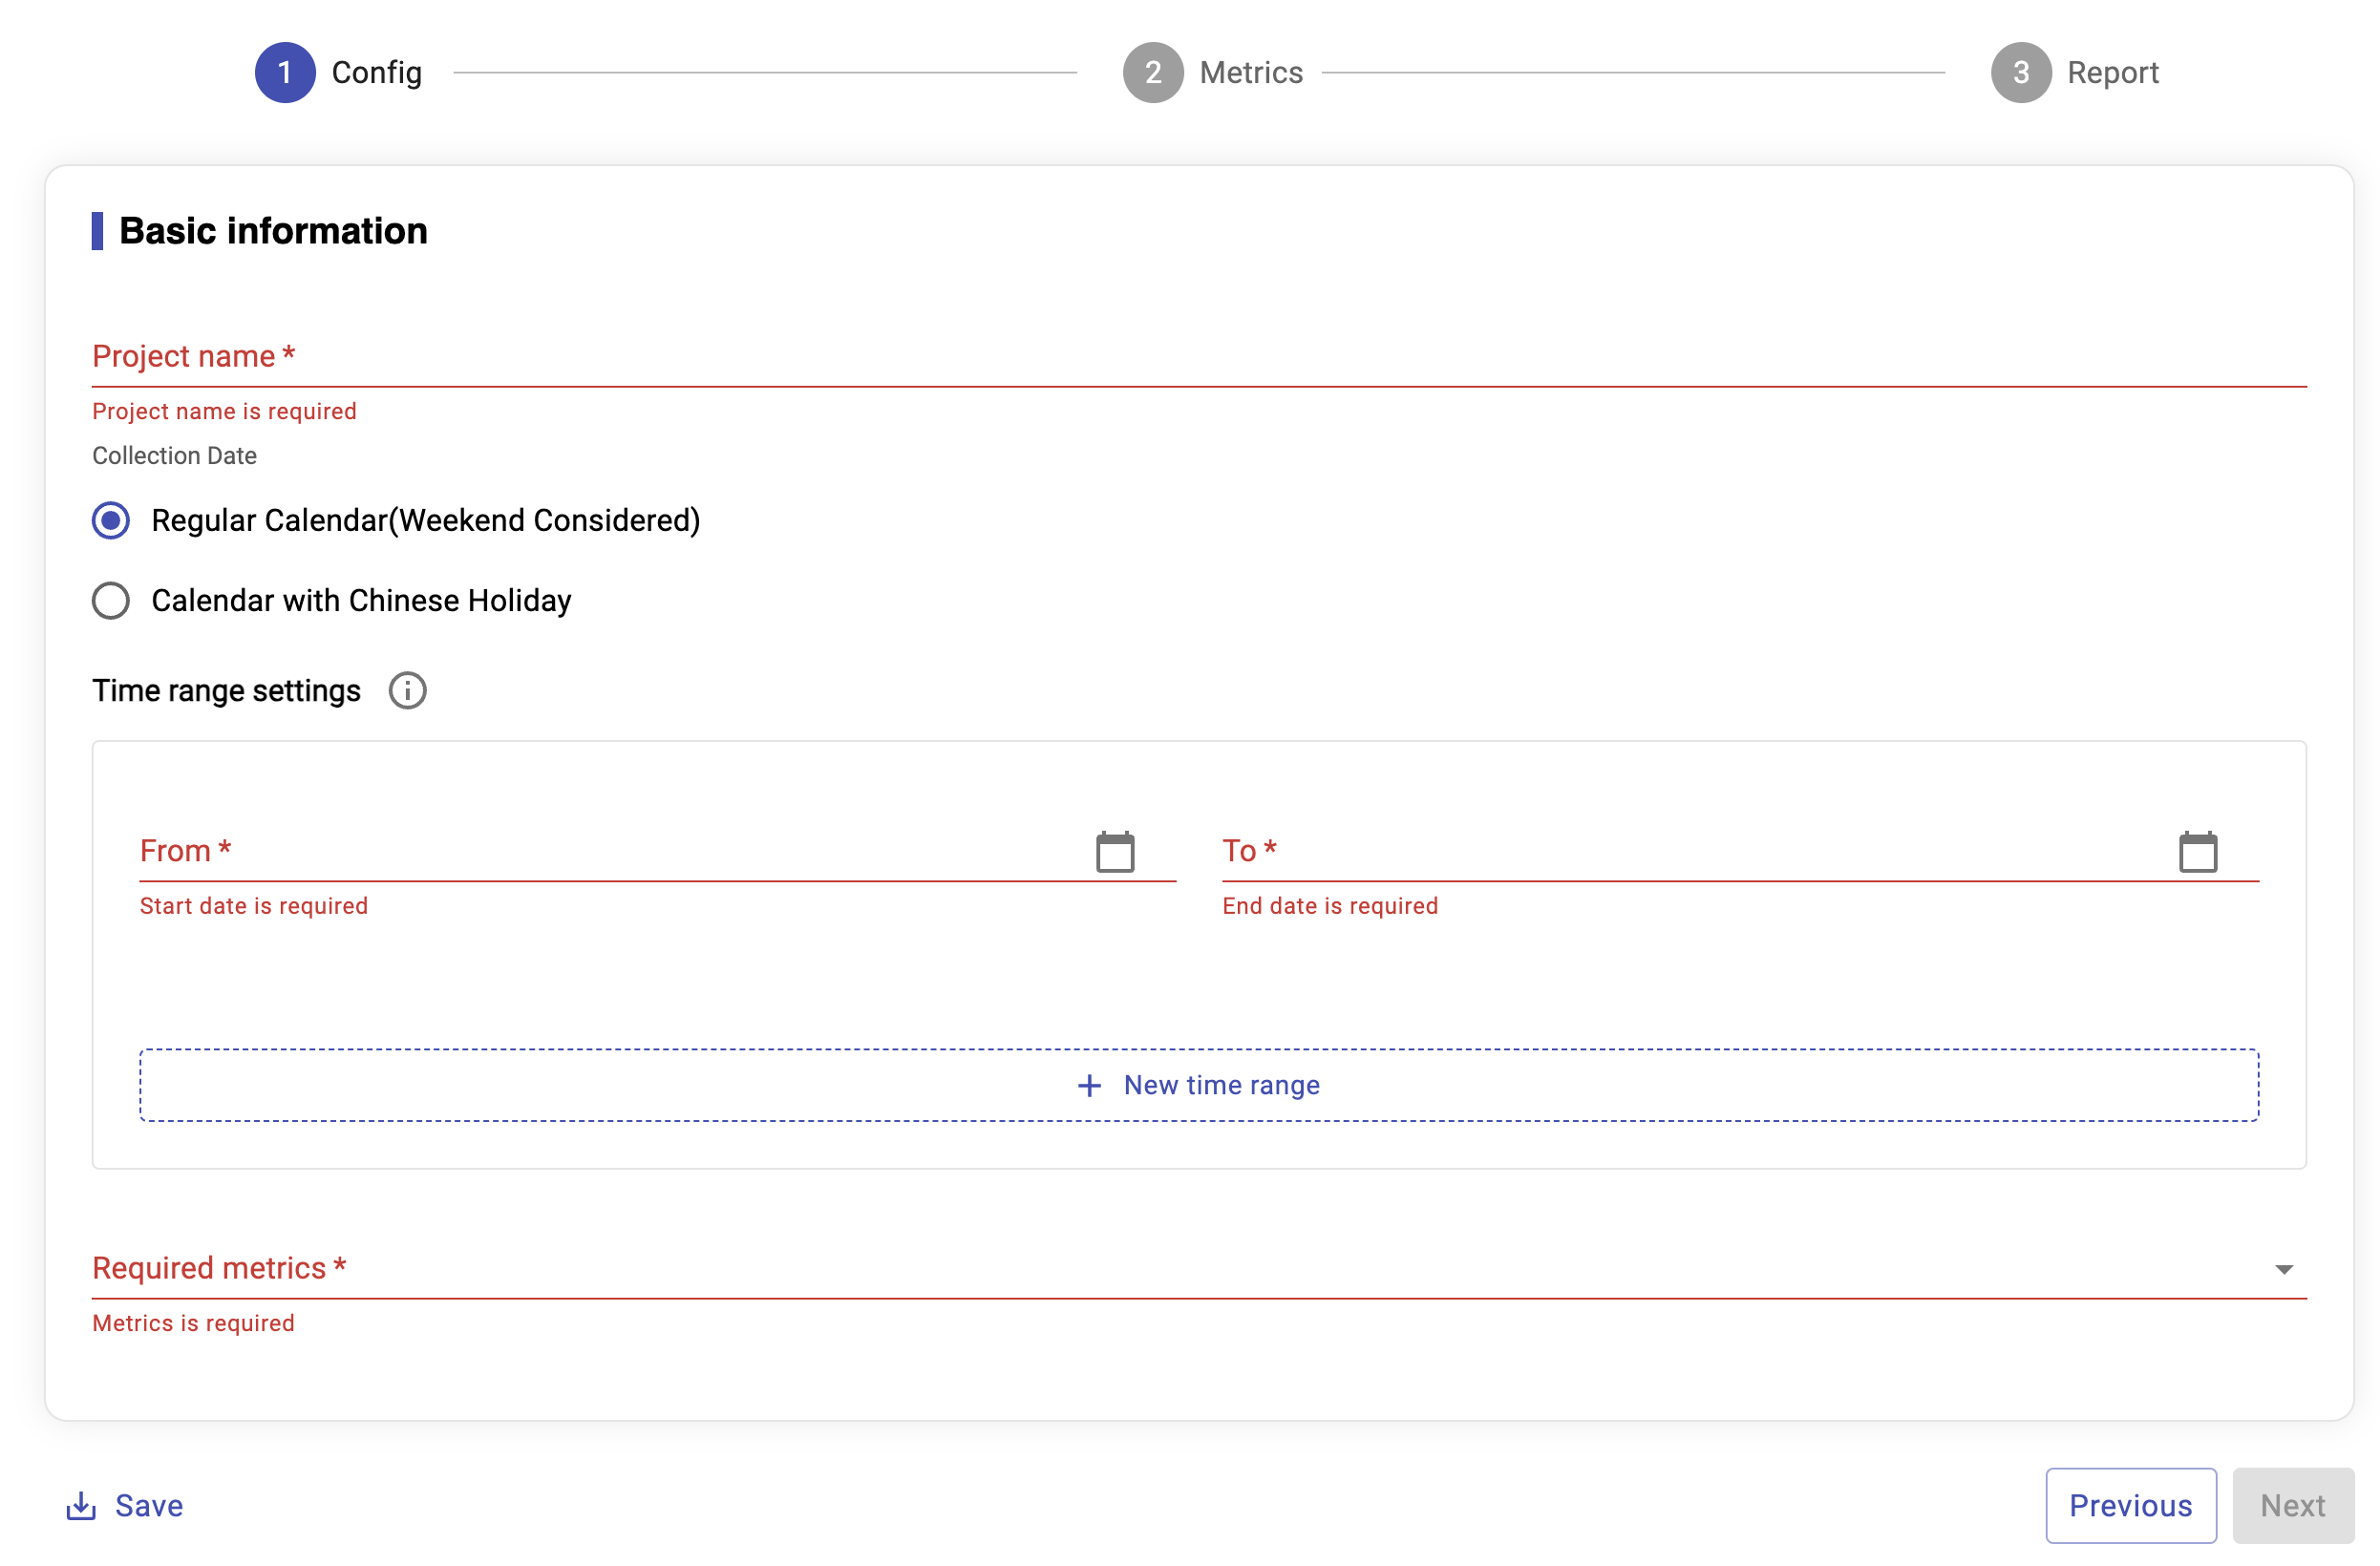 1 Config 2 Metrics 3 Report
Basic information
Project name *
Project name is required
Collection Date
Regular Calendar(Weekend Considered)
Calendar with Chinese Holiday
Time range settings
From * To *
Start date is required End date is required
+ New time range
Required metrics *
Metrics is required
Save Previous Next